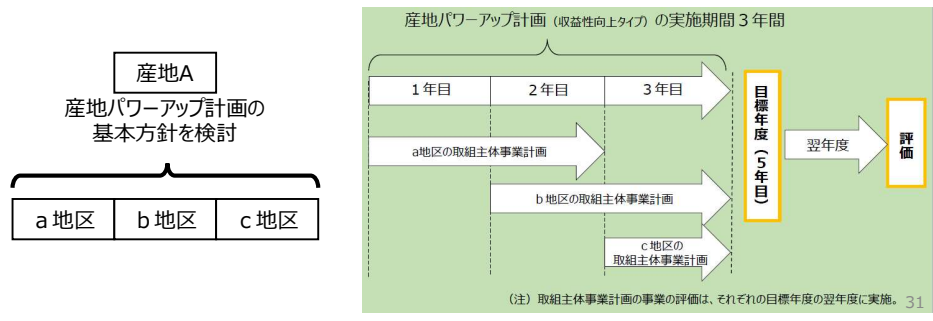 産地A
産地パワーアップ計画の
基本方針を検討
a地区
b地区
c地区
産地パワーアップ計画（収益性向上タイプ）の実施期間３年間
１年目
２年目
３年目
a地区の取組主体事業計画
b地区の取組主体事業計画
c地区の
取組主体事業計画
目標年度（５年目）
翌年度
評価
（注）取組主体事業計画の事業の評価は、それぞれの目標年度の翌年度に実施。
31